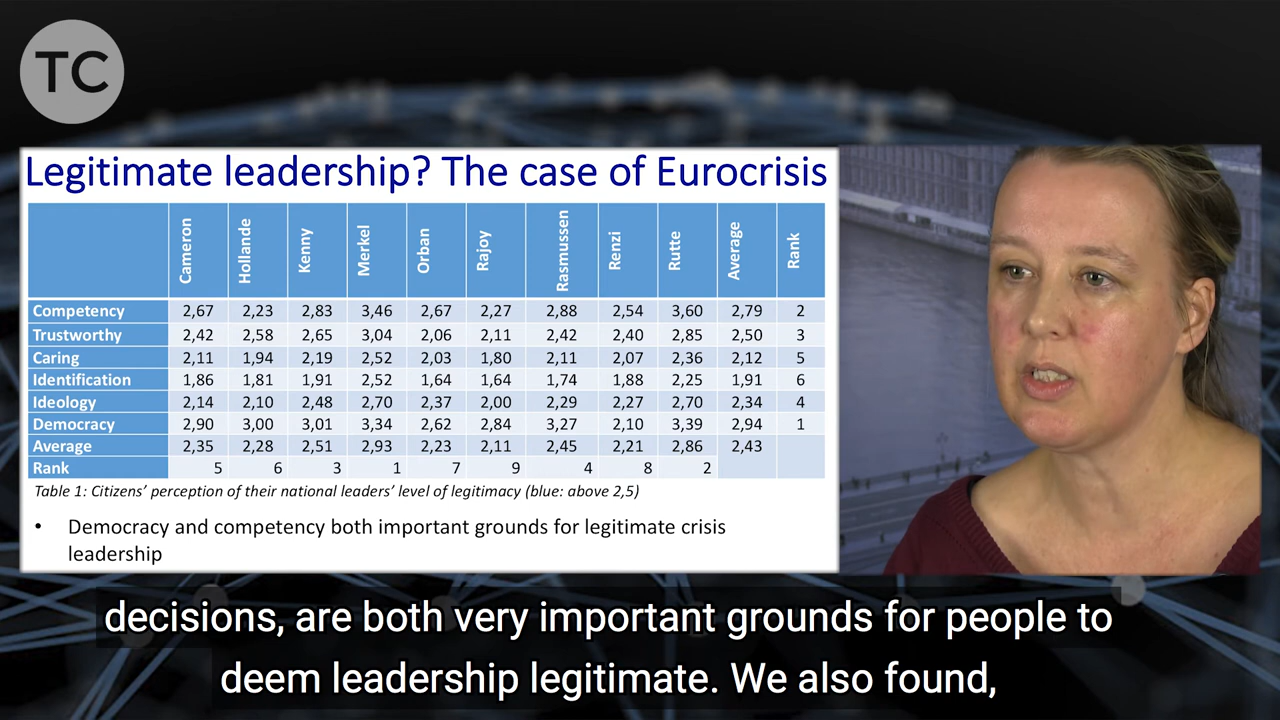 TC
Legitimate leadership? The case of Eurocrisis
Cameron Hollande Kenny Merkel Orban Rajoy Rasmussen Renzi Rutte Average Rank
Competency 2,67 2,23 2,83 3,46 2,67 2,27 2,88 2,54 3,60 2,79 2
Trustworthy 2,42 2,58 2,65 3,04 2,06 2,11 2,42 2,40 2,85 2,50 3
Caring 2,11 1,94 2,19 2,52 2,03 1,80 2,11 2,07 2,36 2,12 5
Identification 1,86 1,81 1,91 2,52 1,64 1,64 1,74 1,88 2,25 1,91 6
Ideology 2,14 2,10 2,48 2,70 2,37 2,00 2,29 2,27 2,70 2,34 4
Democracy 2,90 3,00 3,01 3,34 2,62 2,84 3,27 2,10 3,39 2,94 1
Average 2,35 2,28 2,51 2,93 2,23 2,11 2,45 2,21 2,86 2,43
Rank 5 6 3 1 7 9 4 8 2
Table 1: Citizens' perception of their national leaders' level of legitimacy (blue: above 2,5)
• Democracy and competency both important grounds for legitimate crisis
leadership
decisions, are both very important grounds for people to
deem leadership legitimate. We also found,